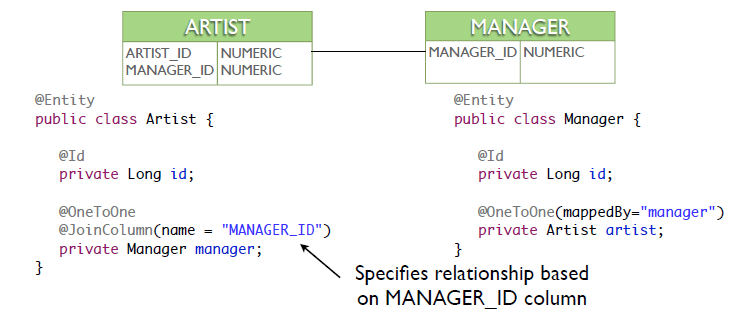 ARTIST
ARTIST_ID NUMERIC
MANAGER_ID NUMERIC
MANAGER
MANAGER_ID NUMERIC
@Entity
public class Artist {
@Id
private Long id;
@OneToOne
@JoinColumn(name = "MANAGER_ID")
private Manager manager;
}
@Entity
public class Manager {
@Id
private Long id;
@OneToOne(mappedBy="manager")
private Artist artist;
}
Specifies relationship based
on MANAGER_ID column